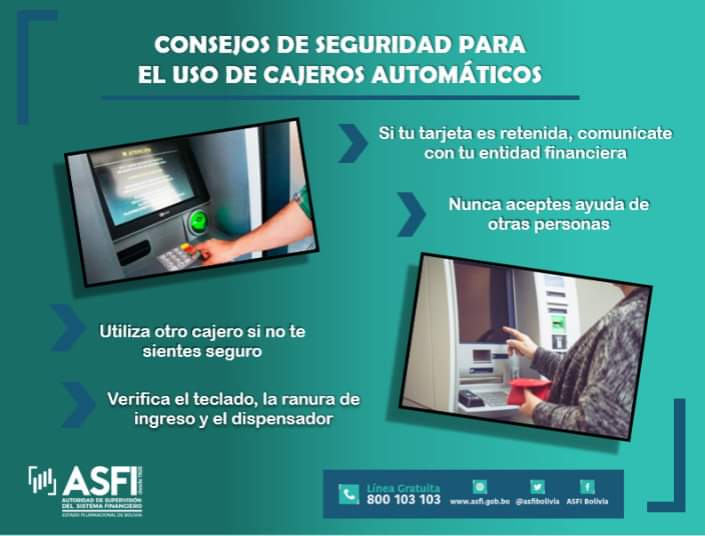 CONSEJOS DE SEGURIDAD PARA
EL USO DE CAJEROS AUTOMÁTICOS
Si tu tarjeta es retenida, comunícate
con tu entidad financiera
Nunca aceptes ayuda de
otras personas
Utiliza otro cajero si no te
sientes seguro
Verifica el teclado, la ranura de
ingreso y el dispensador
ASFI
AUTORIDAD DE SUPERVISIÓN
DEL SISTEMA FINANCIERO
ESTADO PLURINACIONAL DE BOLIVIA
Línea Gratuita
800 103 103
www.asfi.gob.bo @asfibolivia ASFI Bolivia